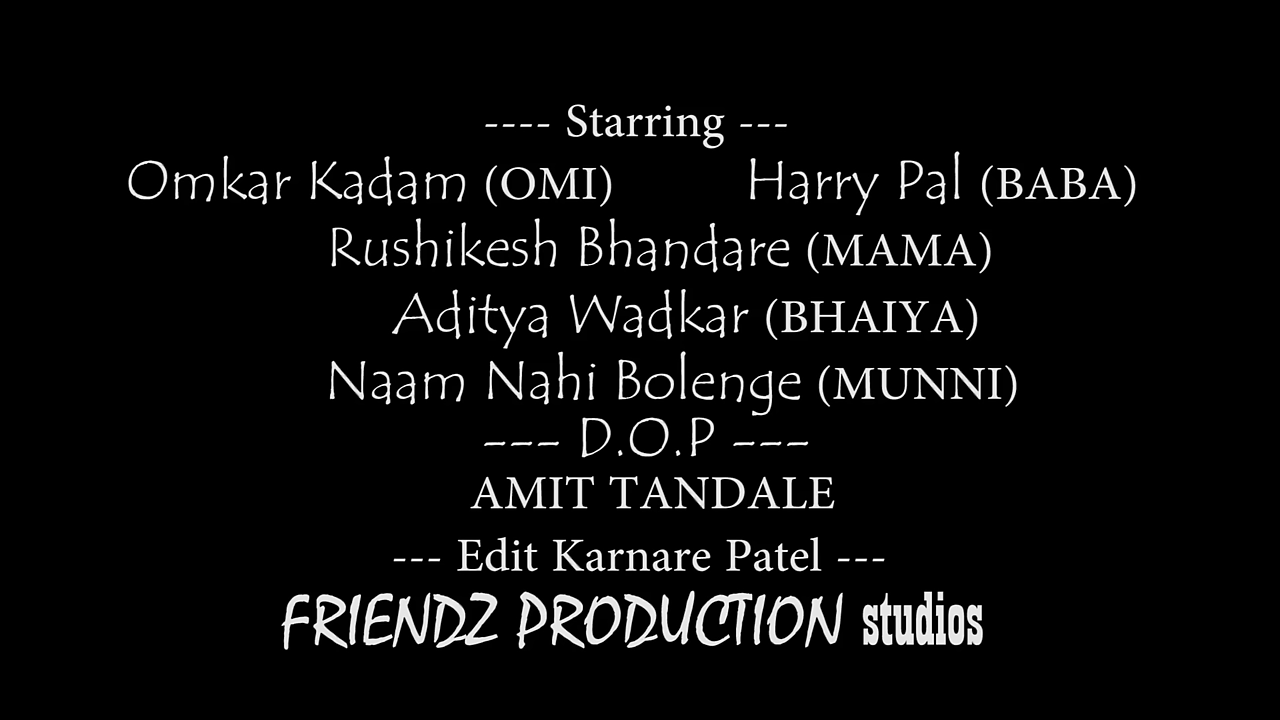 ---- Starring ---
Omkar Kadam (OMI) Harry Pal (BABA)
Rushikesh Bhandare (MAMA)
Aditya Wadkar (BHAIYA)
Naam Nahi Bolenge (MUNNI)
--- D.O.P ---
AMIT TANDALE
--- Edit Karnare Patel ---
FRIENDZ PRODUCTION studios